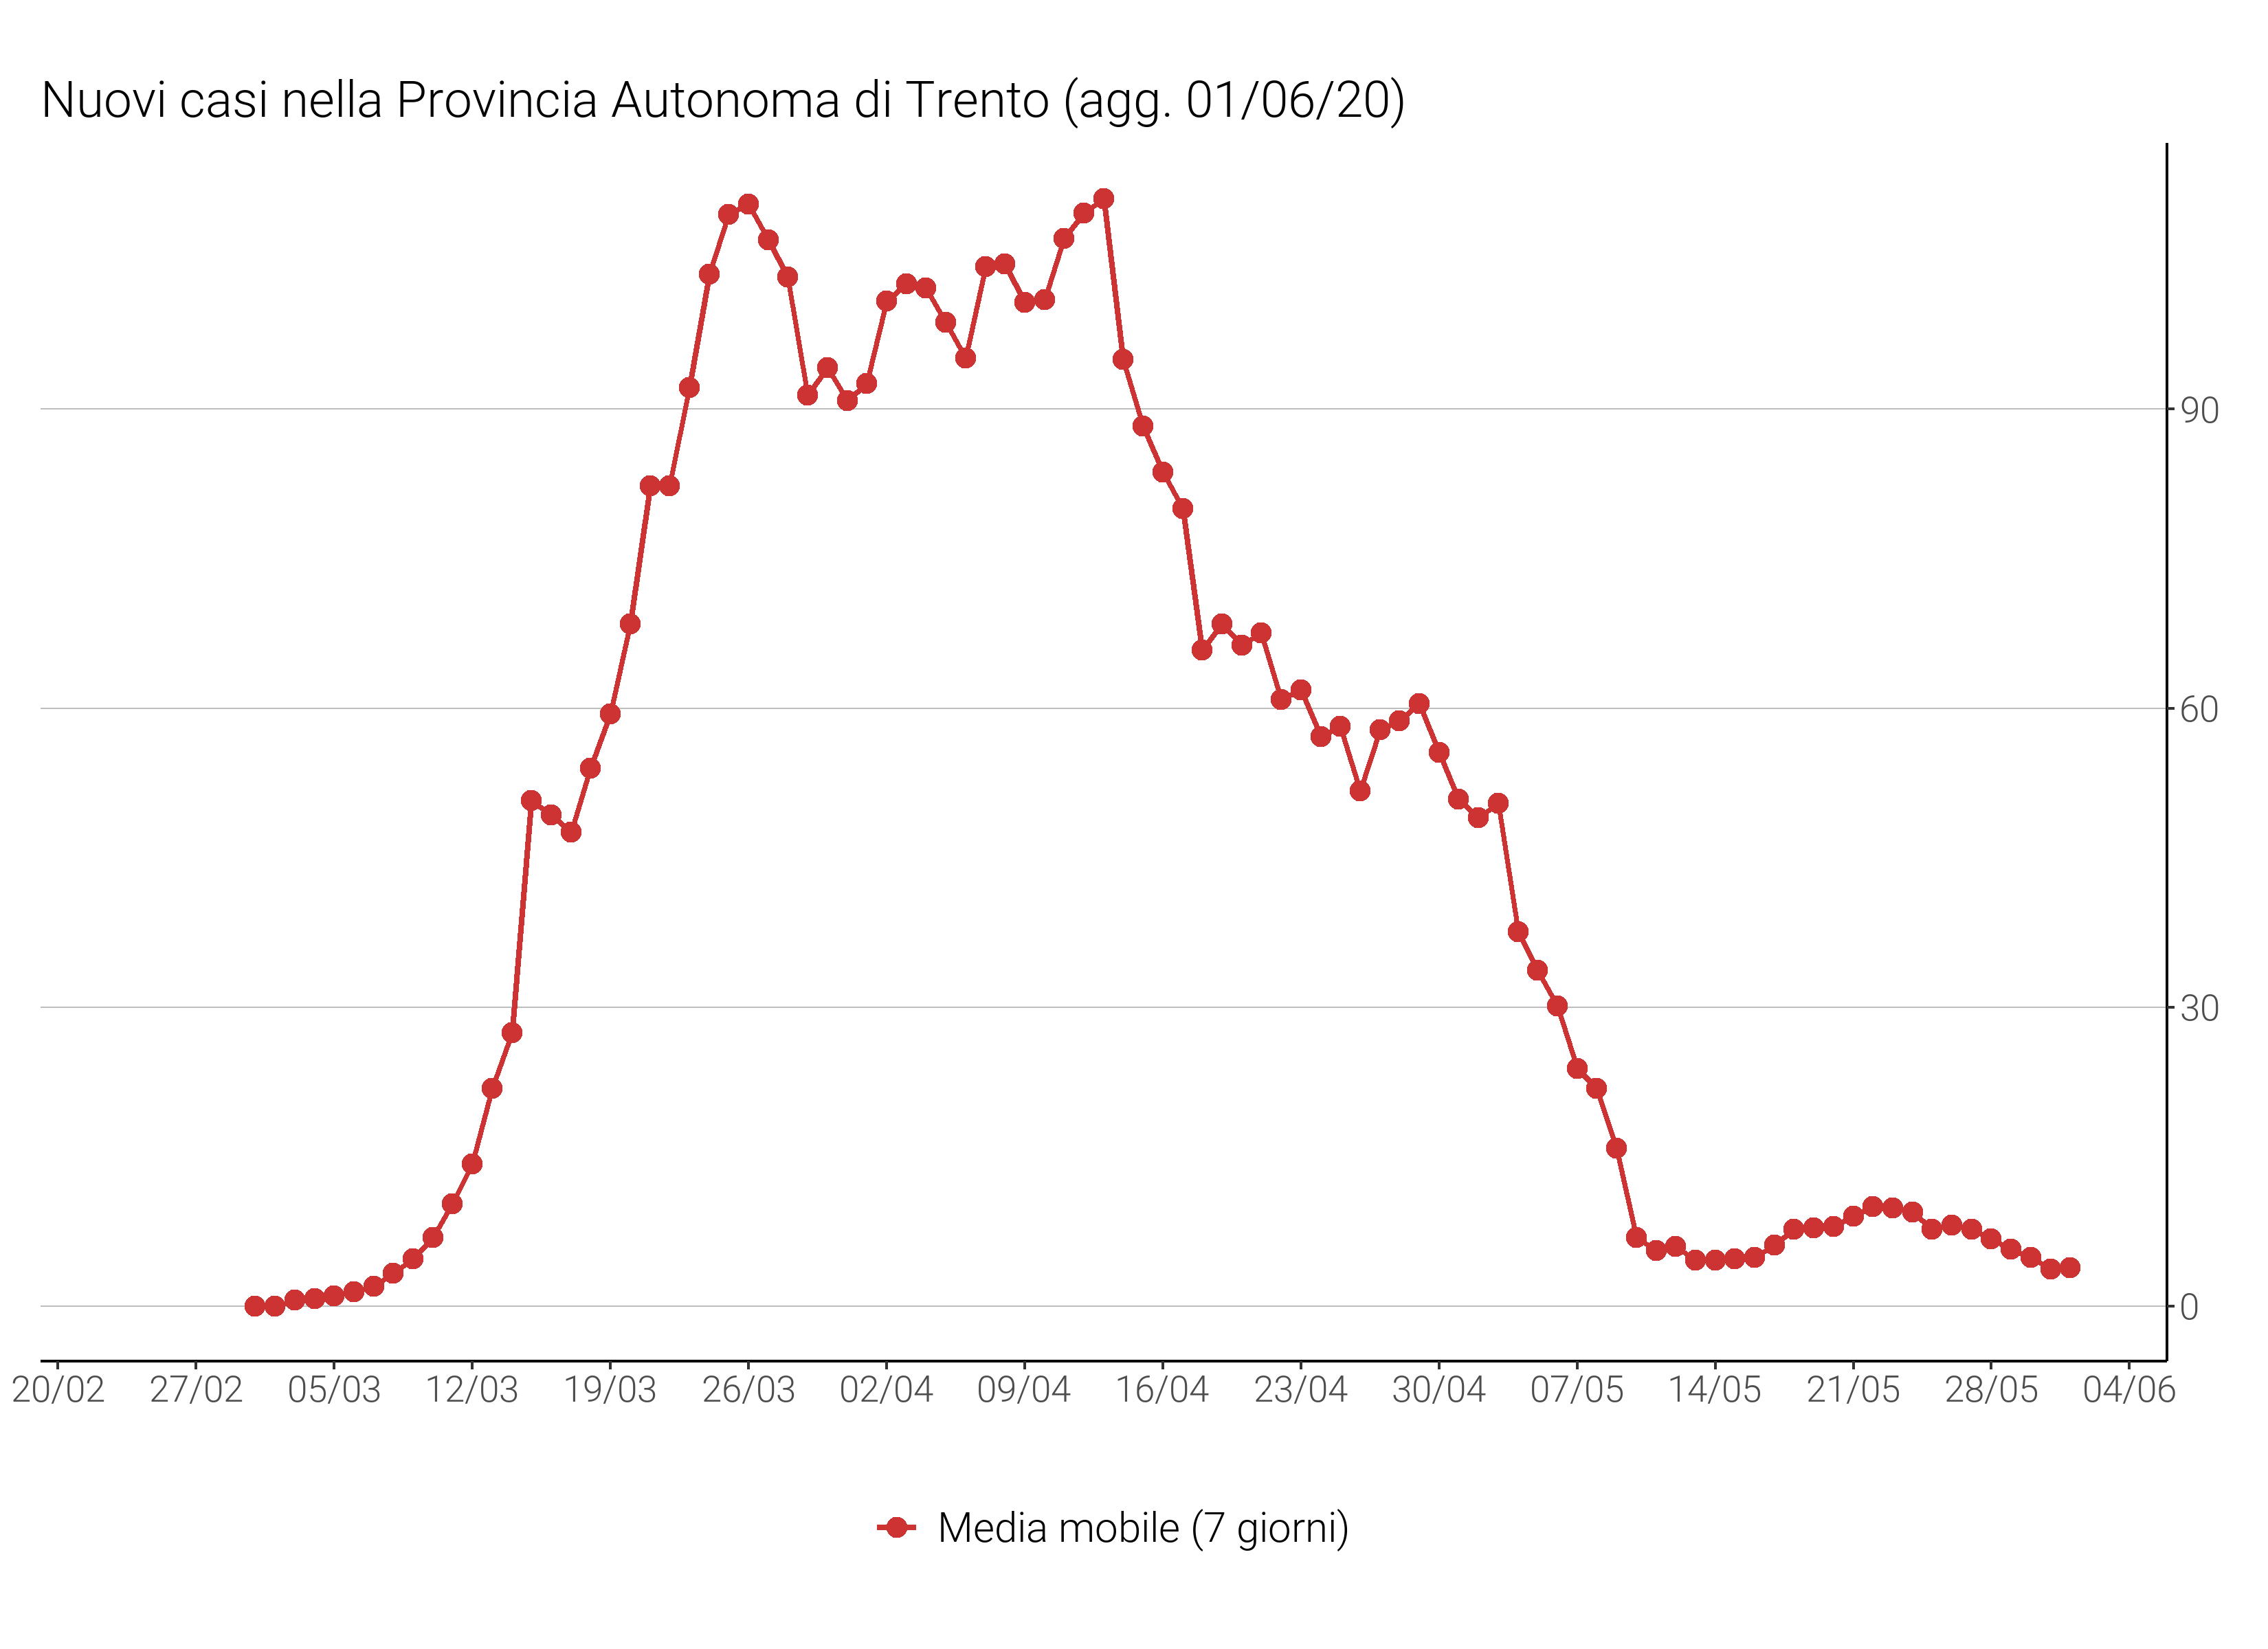 Nuovi casi nella Provincia Autonoma di Trento (agg. 01/06/20)
90
60
30
0
20/02 27/02 05/03 12/03 19/03 26/03 02/04 09/04 16/04 23/04 30/04 07/05 14/05 21/05 28/05 04/06
Media mobile (7 giorni)